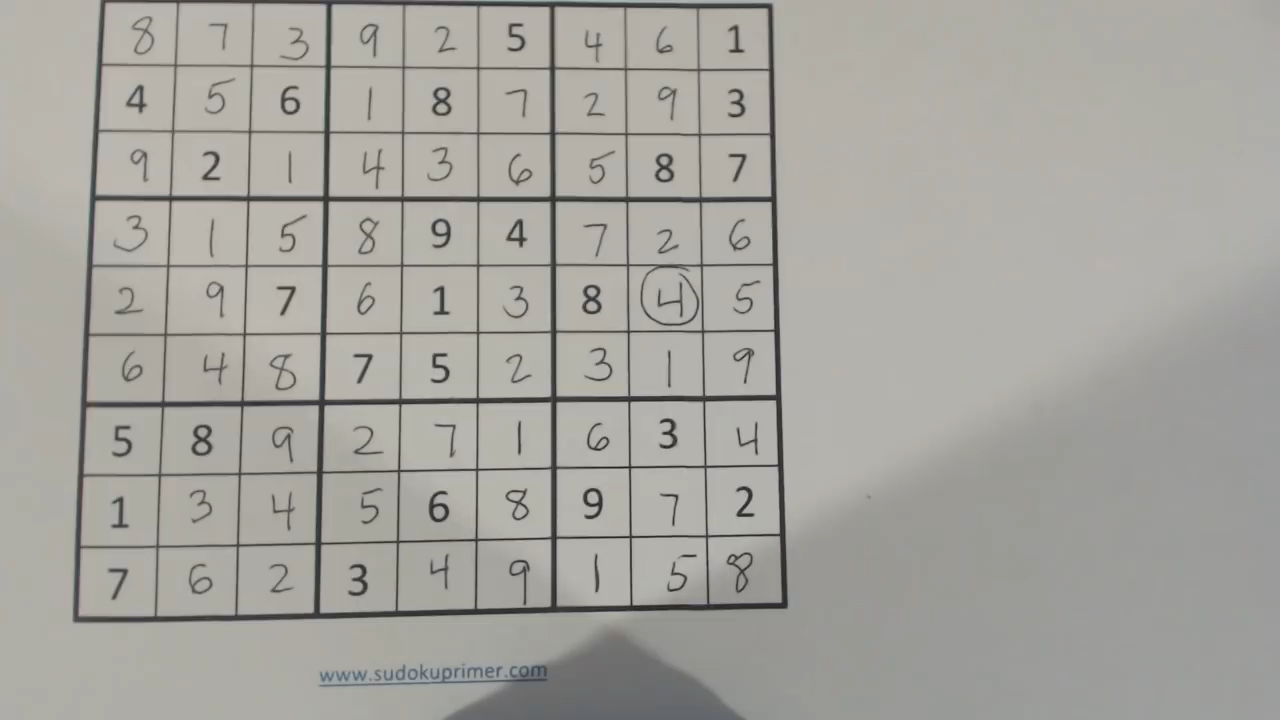 8 7 3 9 2 5 4 6 1
4 5 6 1 8 7 2 9 3
9 2 1 4 3 6 5 8 7
3 1 5 8 9 4 7 2 6
2 9 7 6 1 3 8 4 5
6 4 8 7 5 2 3 1 9
5 8 9 2 7 1 6 3 4
1 3 4 5 6 8 9 7 2
7 6 2 3 4 9 1 5 8
www.sudokuprimer.com